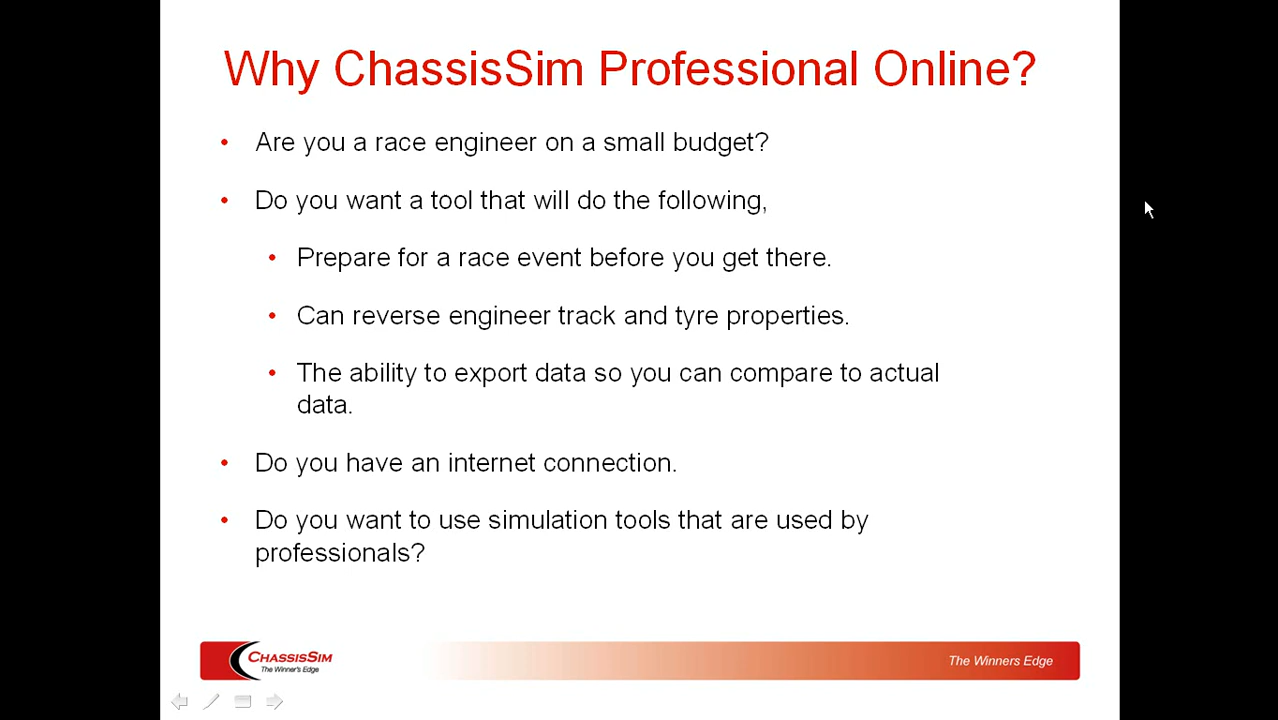 Why ChassisSim Professional Online?
• Are you a race engineer on a small budget?
• Do you want a tool that will do the following,
• Prepare for a race event before you get there.
• Can reverse engineer track and tyre properties.
• The ability to export data so you can compare to actual
data.
• Do you have an internet connection.
• Do you want to use simulation tools that are used by
professionals?
CHASSISSIM
The Winner's Edge
The Winners Edge